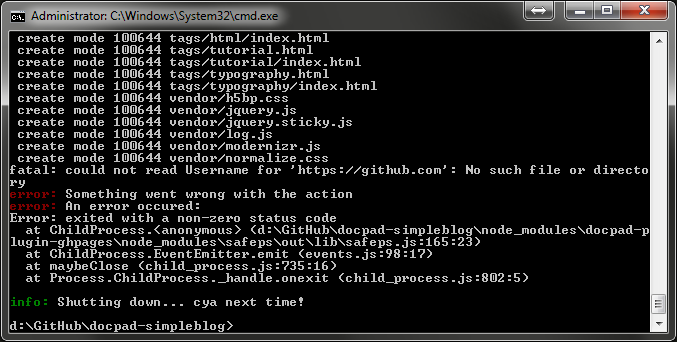 Administrator: C:\Windows\System32\cmd.exe
create mode 100644 tags/html/index.html
create mode 100644 tags/tutorial.html
create mode 100644 tags/tutorial/index.html
create mode 100644 tags/typography.html
create mode 100644 tags/typography/index.html
create mode 100644 vendor/h5bp.css
create mode 100644 vendor/jquery.js
create mode 100644 vendor/jquery.sticky.js
create mode 100644 vendor/log.js
create mode 100644 vendor/modernizr.js
create mode 100644 vendor/normalize.css
fatal: could not read Username for 'https://github.com': No such file or directo
ry
error: Something went wrong with the action
error: An error occured:
Error: exited with a non-zero status code
at ChildProcess.<anonymous> (d:\GitHub\docpad-simpleblog\node_modules\docpad-p
lugin-ghpages\node_modules\safeps\out\lib\safeps.js:165:23)
at ChildProcess.EventEmitter.emit (events.js:98:17)
at maybeClose (child_process.js:735:16)
at Process.ChildProcess._handle.onexit (child_process.js:802:5)
info: Shutting down... cya next time!
d:\GitHub\docpad-simpleblog>